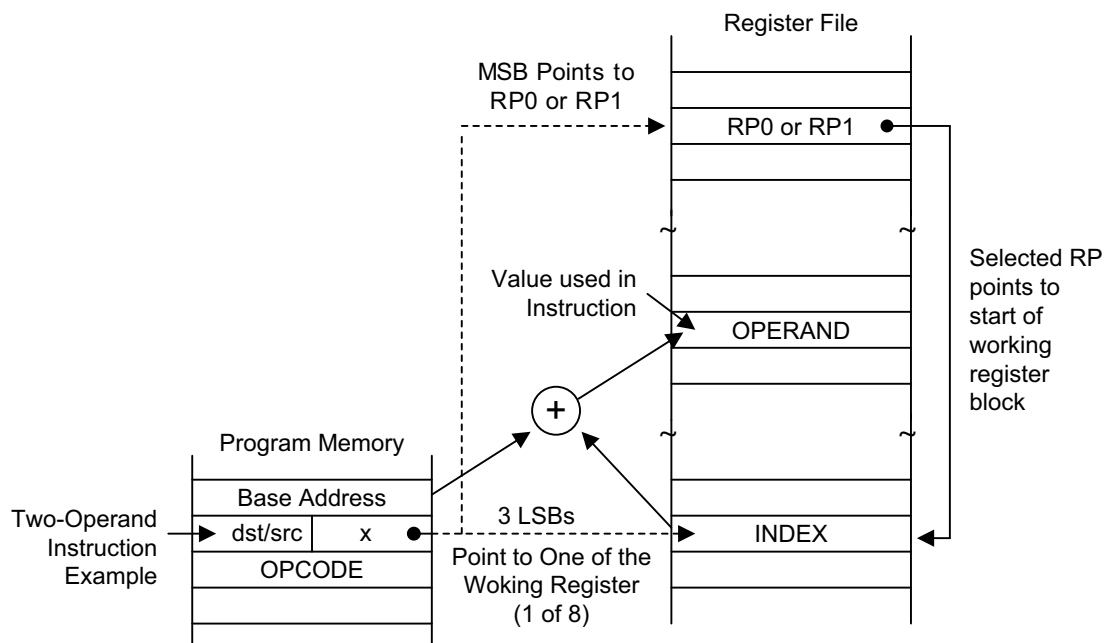 Register File
MSB Points to
RP0 or RP1
RP0 or RP1
~
~
Selected RP
points to
start of
working
register
block
Value used in
Instruction
OPERAND
+
~
~
Program Memory
Base Address
Two-Operand
Instruction
Example
dst/src
x
3 LSBs
INDEX
OPCODE
Point to One of the
Woking Register
(1 of 8)